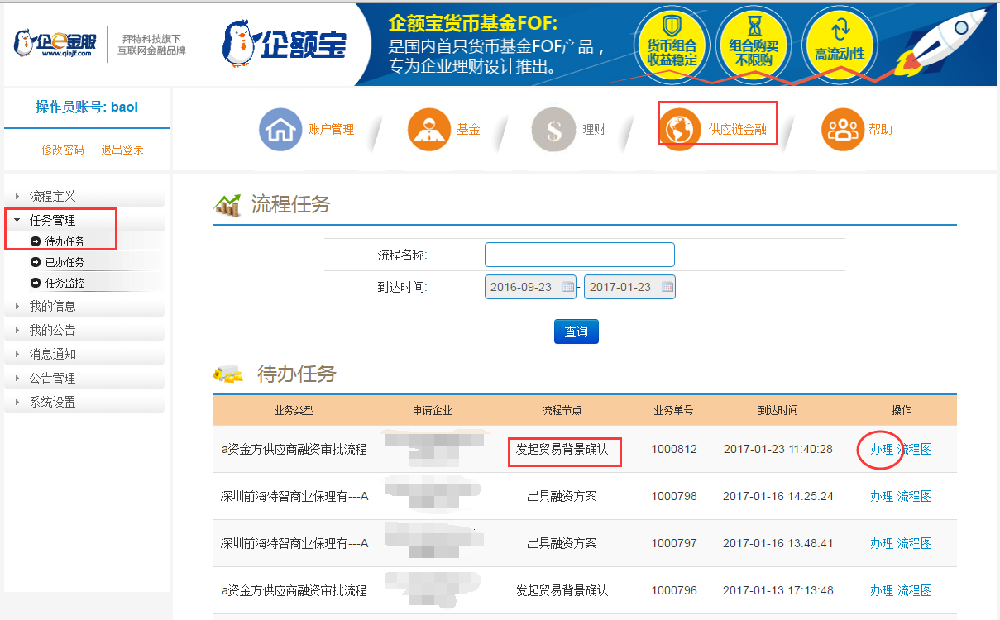 企e金服
www.qiejf.com
拜特科技旗下
互联网金融品牌
企额宝
企额宝货币基金FOF:
是国内首只货币基金FOF产品，
专为企业理财设计推出。
货币组合
收益稳定
组合购买
不限购
高流动性
操作员账号: baol
修改密码 退出登录
账户管理
基金
$
理财
供应链金融
帮助
流程定义
任务管理
待办任务
已办任务
任务监控
我的信息
我的公告
消息通知
公告管理
系统设置
流程任务
流程名称:
到达时间: 2016-09-23 - 2017-01-23
查询
待办任务
业务类型 申请企业 流程节点 业务单号 到达时间 操作
a资金方供应商融资审批流程 发起贸易背景确认 1000812 2017-01-23 11:40:28 办理 流程图
深圳前海特智商业保理有---A 出具融资方案 1000798 2017-01-16 14:25:24 办理 流程图
深圳前海特智商业保理有---A 出具融资方案 1000797 2017-01-16 13:48:41 办理 流程图
a资金方供应商融资审批流程 发起贸易背景确认 1000796 2017-01-13 17:13:48 办理 流程图